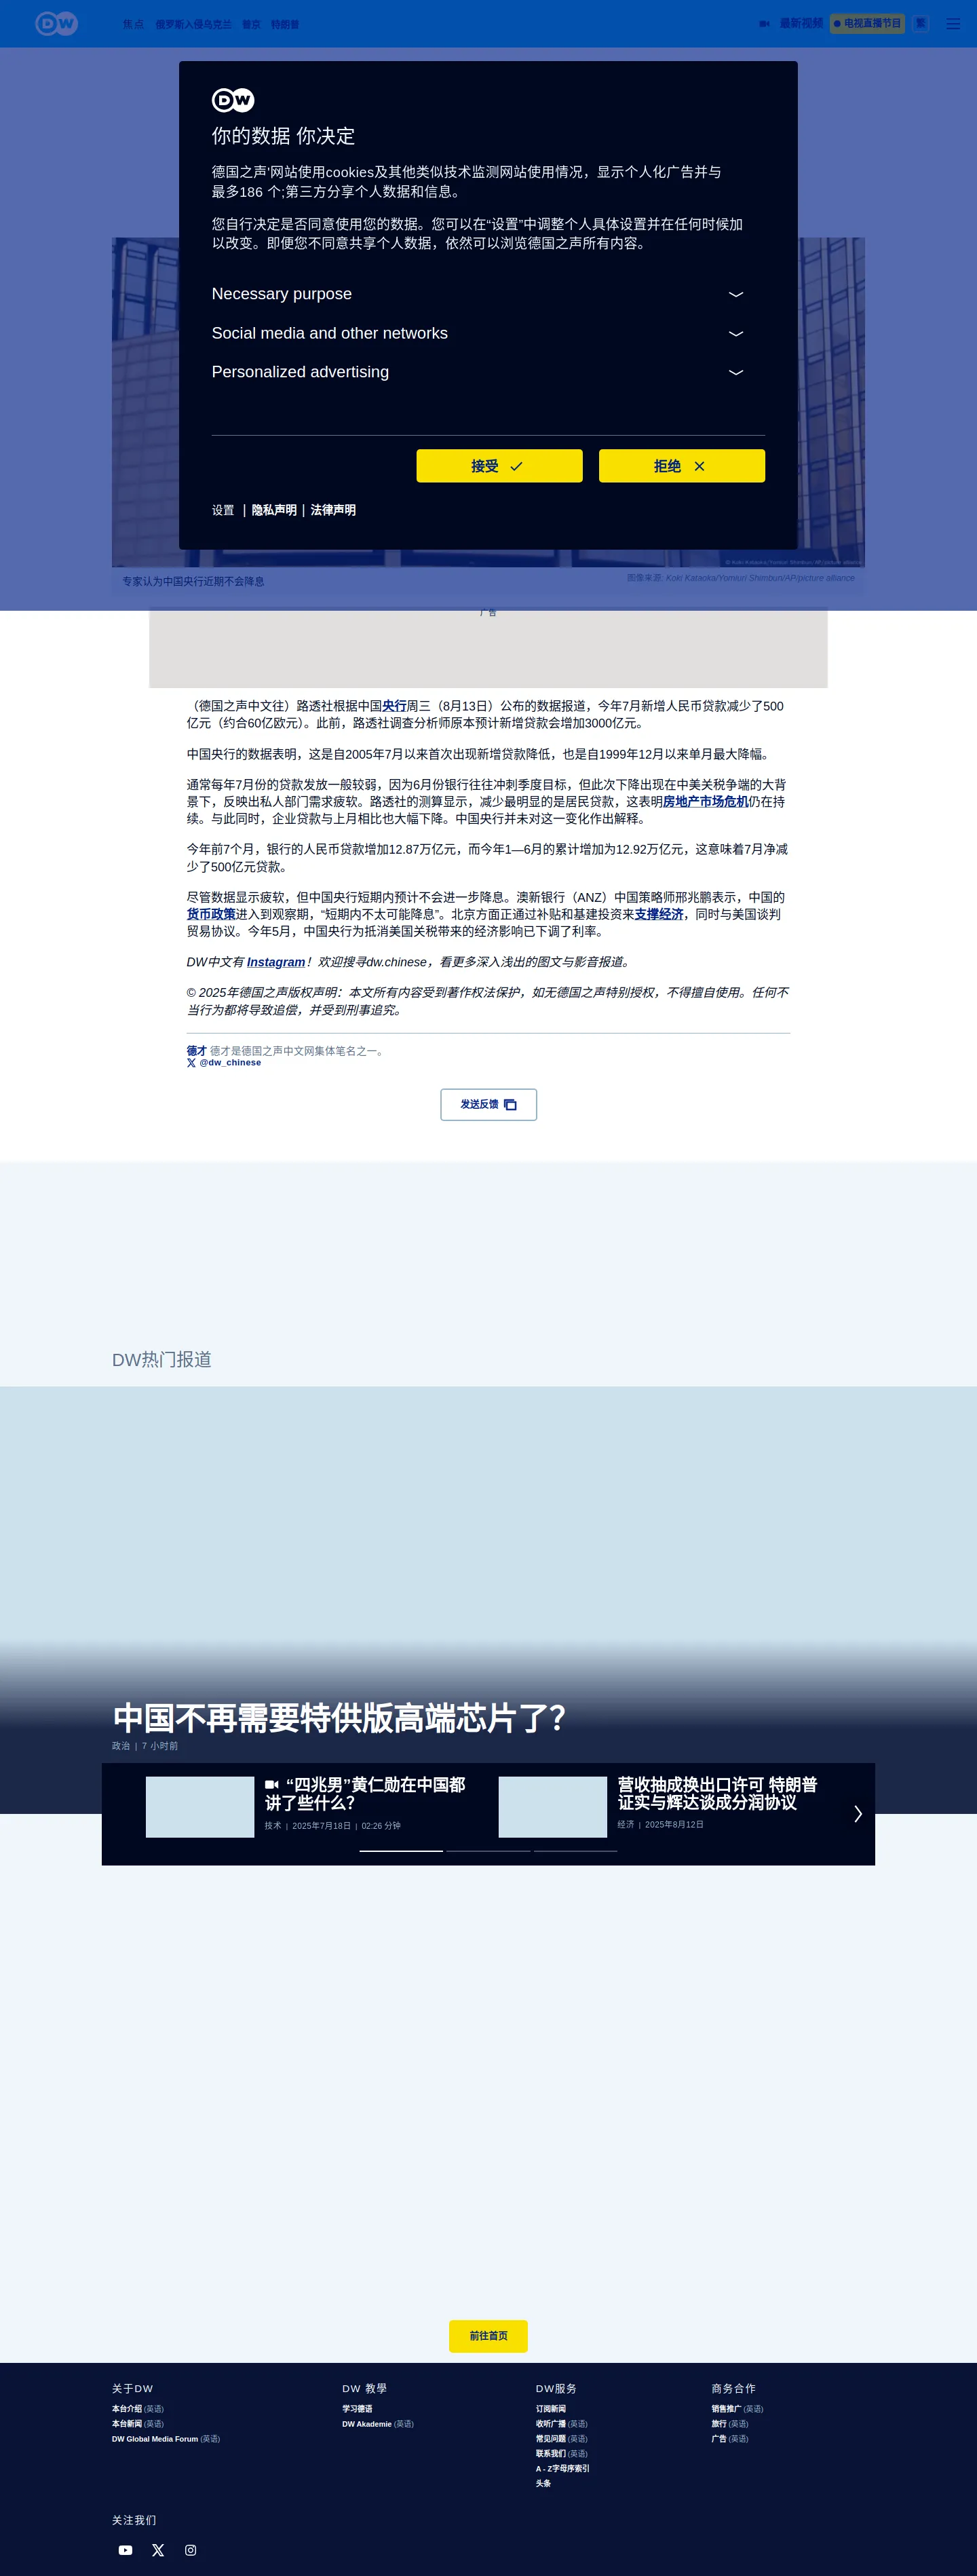 DW 焦点 俄罗斯入侵乌克兰 普京 特朗普 最新视频 电视直播节目 繁
DW
你的数据 你决定
德国之声'网站使用cookies及其他类似技术监测网站使用情况，显示个人化广告并与
最多186 个;第三方分享个人数据和信息。
您自行决定是否同意使用您的数据。您可以在“设置”中调整个人具体设置并在任何时候加
以改变。即便您不同意共享个人数据，依然可以浏览德国之声所有内容。
Necessary purpose
Social media and other networks
Personalized advertising
接受 拒绝
设置 | 隐私声明 | 法律声明
© Koki Kataoka/Yomiuri Shimbun/AP/picture alliance
专家认为中国央行近期不会降息 图像来源: Koki Kataoka/Yomiuri Shimbun/AP/picture alliance
广告
（德国之声中文往）路透社根据中国央行周三（8月13日）公布的数据报道，今年7月新增人民币贷款减少了500
亿元（约合60亿欧元）。此前，路透社调查分析师原本预计新增贷款会增加3000亿元。
中国央行的数据表明，这是自2005年7月以来首次出现新增贷款降低，也是自1999年12月以来单月最大降幅。
通常每年7月份的贷款发放一般较弱，因为6月份银行往往冲刺季度目标，但此次下降出现在中美关税争端的大背
景下，反映出私人部门需求疲软。路透社的测算显示，减少最明显的是居民贷款，这表明房地产市场危机仍在持
续。与此同时，企业贷款与上月相比也大幅下降。中国央行并未对这一变化作出解释。
今年前7个月，银行的人民币贷款增加12.87万亿元，而今年1—6月的累计增加为12.92万亿元，这意味着7月净减
少了500亿元贷款。
尽管数据显示疲软，但中国央行短期内预计不会进一步降息。澳新银行（ANZ）中国策略师邢兆鹏表示，中国的
货币政策进入到观察期，“短期内不太可能降息”。北京方面正通过补贴和基建投资来支撑经济，同时与美国谈判
贸易协议。今年5月，中国央行为抵消美国关税带来的经济影响已下调了利率。
DW中文有 Instagram！欢迎搜寻dw.chinese，看更多深入浅出的图文与影音报道。
© 2025年德国之声版权声明：本文所有内容受到著作权法保护，如无德国之声特别授权，不得擅自使用。任何不
当行为都将导致追偿，并受到刑事追究。
德才 德才是德国之声中文网集体笔名之一。
@dw_chinese
发送反馈
DW热门报道
中国不再需要特供版高端芯片了？
政治 | 7 小时前
“四兆男”黄仁勋在中国都
讲了些什么？
技术 | 2025年7月18日 | 02:26 分钟
营收抽成换出口许可 特朗普
证实与辉达谈成分润协议
经济 | 2025年8月12日
前往首页
关于DW
本台介绍 (英语)
本台新闻 (英语)
DW Global Media Forum (英语)
DW 教學
学习德语
DW Akademie (英语)
DW服务
订阅新闻
收听广播 (英语)
常见问题 (英语)
联系我们 (英语)
A - Z字母序索引
头条
商务合作
销售推广 (英语)
旅行 (英语)
广告 (英语)
关注我们